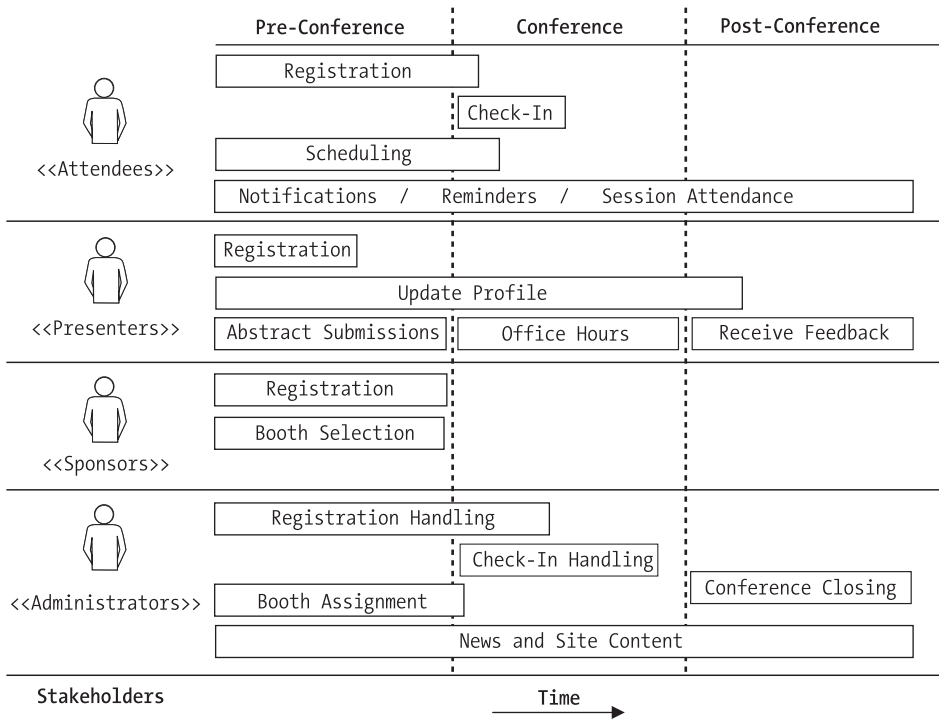 Pre-Conference
Conference
Post-Conference
Registration
Check-In
Scheduling
<<Attendees>>
Notifications / Reminders / Session Attendance
Registration
Update Profile
<<Presenters>>
Abstract Submissions
Office Hours
Receive Feedback
Registration
Booth Selection
<<Sponsors>>
Registration Handling
Check-In Handling
Conference Closing
<<Administrators>>
Booth Assignment
News and Site Content
Stakeholders
Time